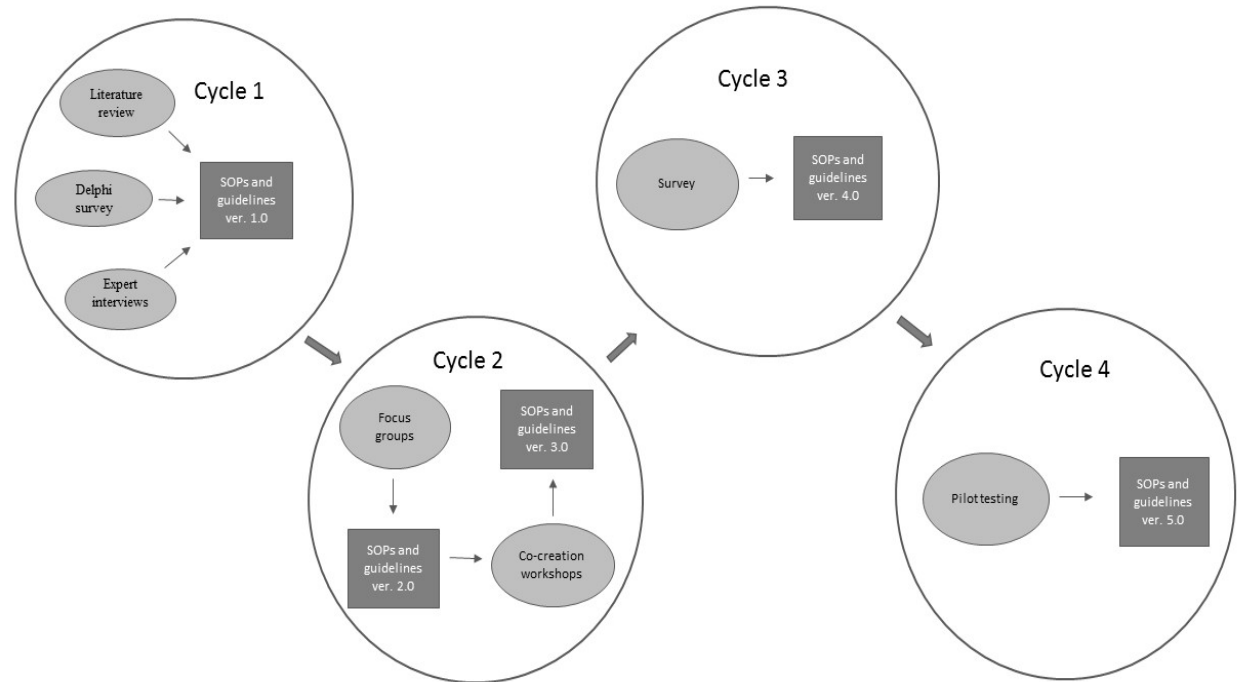 Cycle 1
Literature
review
Delphi
survey
Expert
interviews
SOPs and
guidelines
ver. 1.0
Cycle 2
Focus
groups
SOPs and
guidelines
ver. 2.0
Co-creation
workshops
SOPs and
guidelines
ver. 3.0
Cycle 3
Survey
SOPs and
guidelines
ver. 4.0
Cycle 4
Pilot testing
SOPs and
guidelines
ver. 5.0